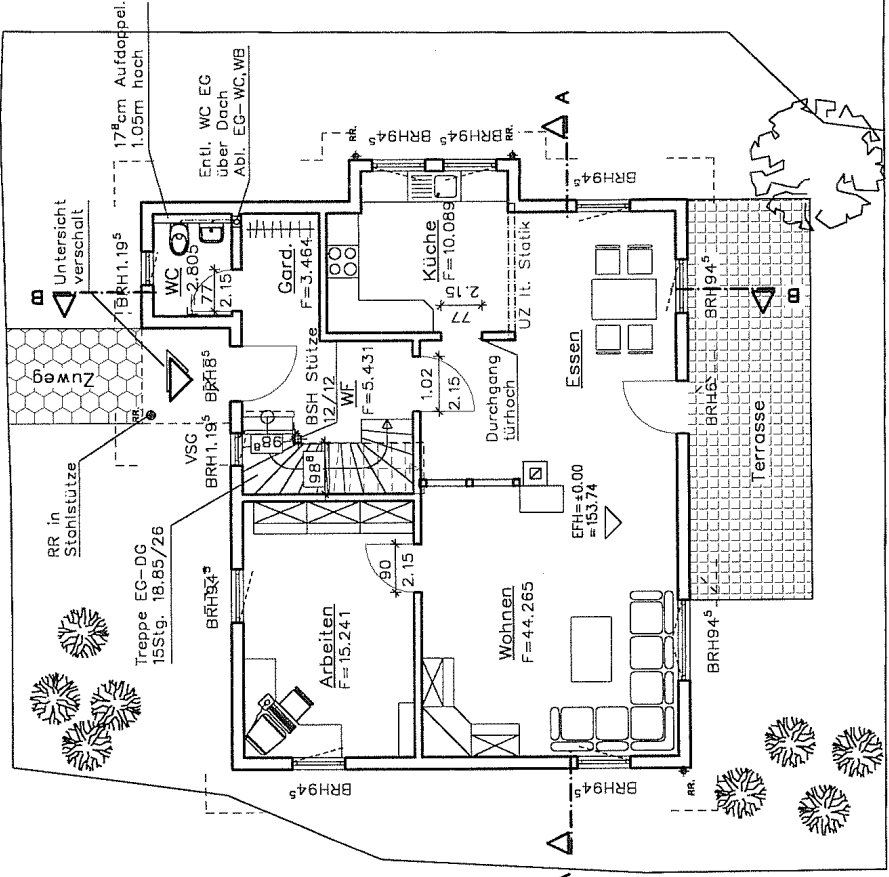 17⁸cm Aufdoppel.
1.05m hoch
Entl. WC EG
über Dach
Abl. EG-WC,WB
Untersicht
verschalt
B
BRH1.19⁵
WC
F=2.805
77
2.15
Gard.
F=3.464
Zuweg
RR.
RR in
Stahlstütze
BRH8⁵
VSG
BRH1.19⁵
BSH Stütze
12/12
WF
F=5.431
98⁸
98⁸
1.02
2.15
Treppe EG-DG
15Stg. 18.85/26
BRH94⁵
Arbeiten
F=15.241
90
2.15
BRH94⁵
RR.
BRH94⁵
BRH94⁵
RR.
A
Küche
F=10.089
77
2.15
UZ lt. Statik
Durchgang
türhoch
BRH94⁵
Essen
EFH=±0.00
=153.74
Wohnen
F=44.265
BRH94⁵
B
BRH6⁵
Terrasse
BRH94⁵
BRH94⁵
RR.